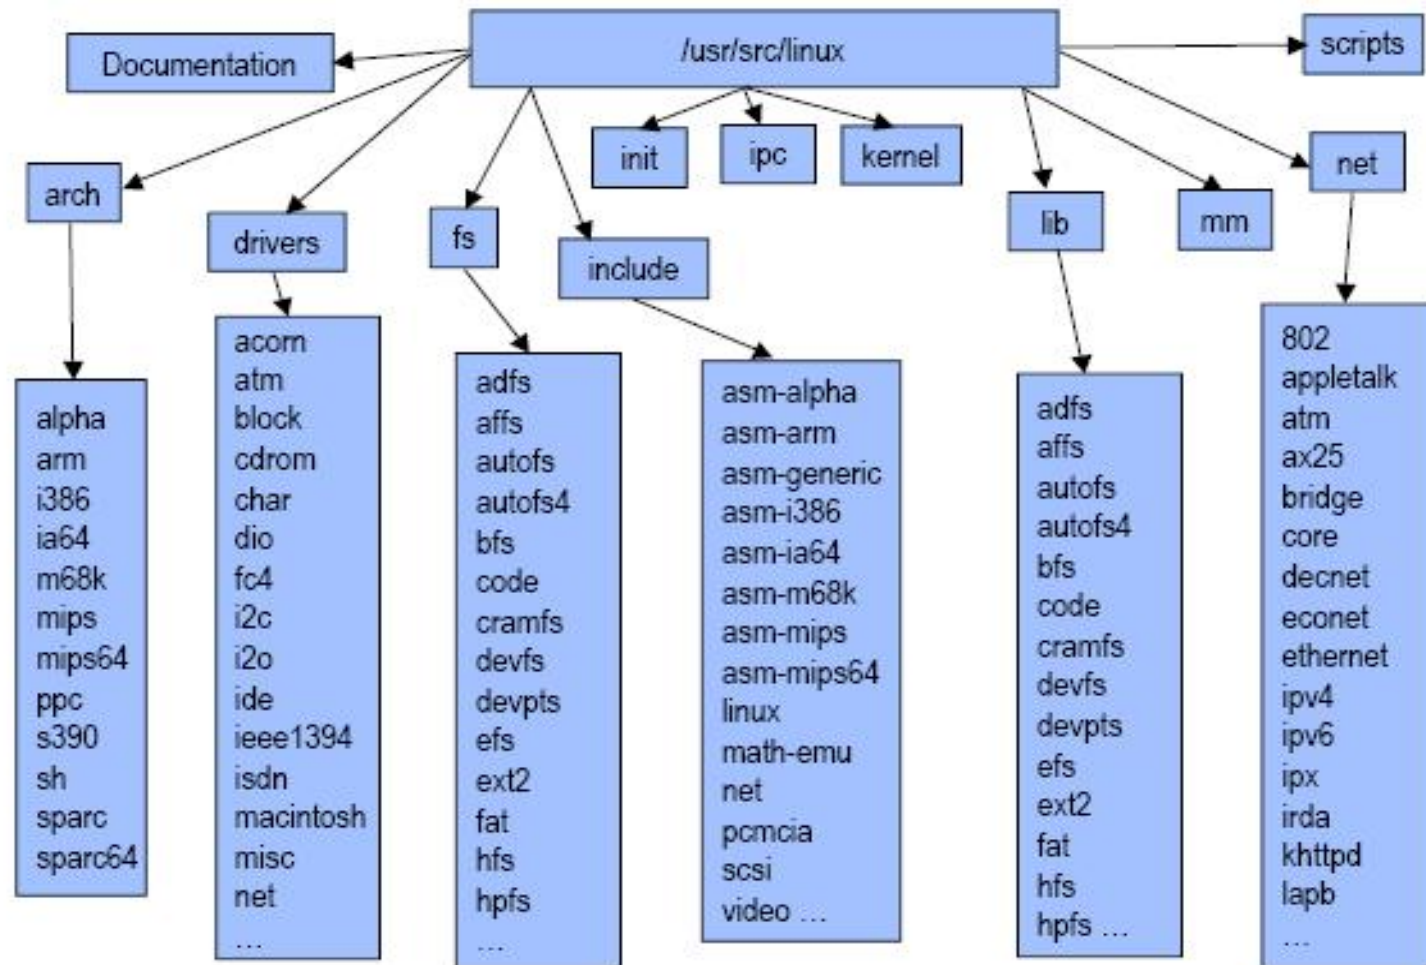 /usr/src/linux
Documentation
scripts
init
ipc
kernel
net
arch
drivers
fs
include
lib
mm
alpha
arm
i386
ia64
m68k
mips
mips64
ppc
s390
sh
sparc
sparc64
acorn
atm
block
cdrom
char
dio
fc4
i2c
i2o
ide
ieee1394
isdn
macintosh
misc
net
...
adfs
affs
autofs
autofs4
bfs
code
cramfs
devfs
devpts
efs
ext2
fat
hfs
hpfs
...
asm-alpha
asm-arm
asm-generic
asm-i386
asm-ia64
asm-m68k
asm-mips
asm-mips64
linux
math-emu
net
pcmcia
scsi
video ...
adfs
affs
autofs
autofs4
bfs
code
cramfs
devfs
devpts
efs
ext2
fat
hfs
hpfs ...
802
appletalk
atm
ax25
bridge
core
decnet
econet
ethernet
ipv4
ipv6
ipx
irda
khttpd
lapb
...